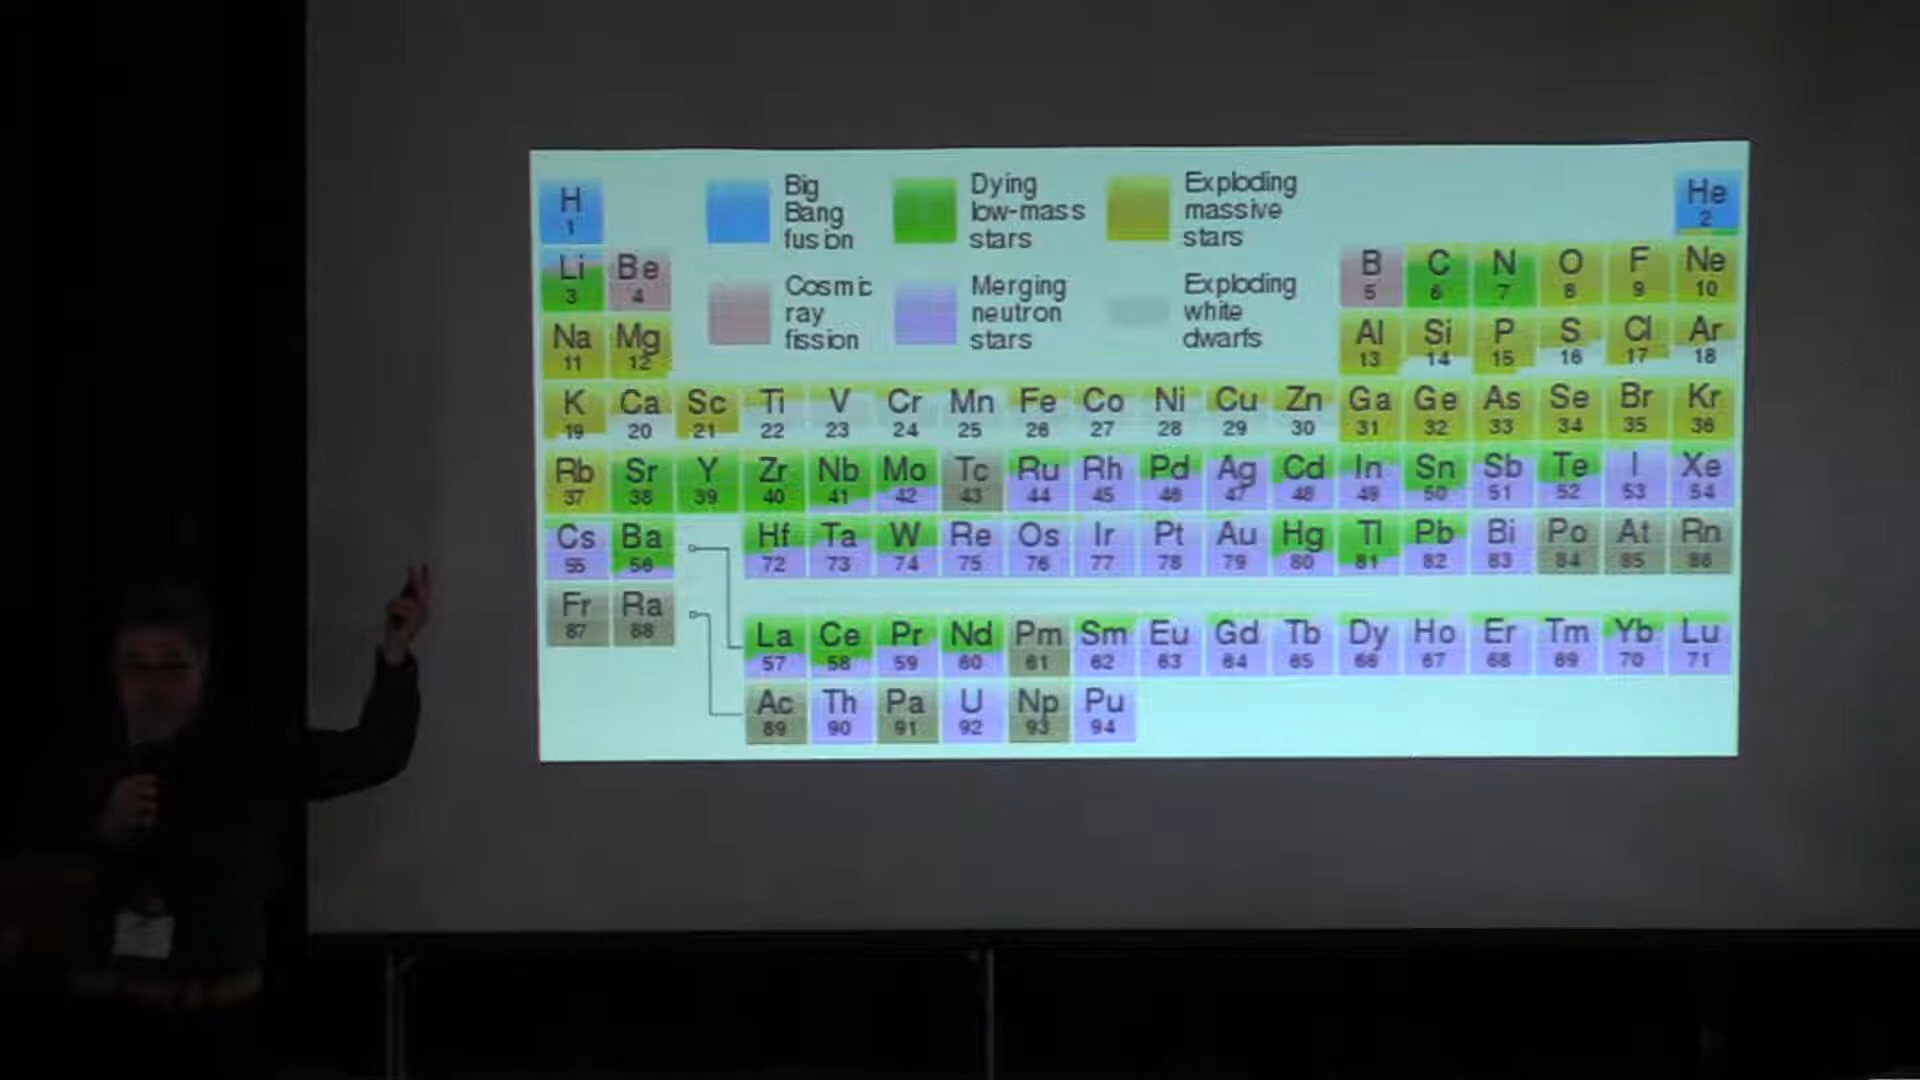 H He
1 2
Big
Bang
fusion
Dying
low-mass
stars
Exploding
massive
stars
Li Be B C N O F Ne
3 4 5 6 7 8 9 10
Cosmic
ray
fission
Merging
neutron
stars
Exploding
white
dwarfs
Na Mg Al Si P S Cl Ar
11 12 13 14 15 16 17 18
K Ca Sc Ti V Cr Mn Fe Co Ni Cu Zn Ga Ge As Se Br Kr
19 20 21 22 23 24 25 26 27 28 29 30 31 32 33 34 35 36
Rb Sr Y Zr Nb Mo Tc Ru Rh Pd Ag Cd In Sn Sb Te I Xe
37 38 39 40 41 42 43 44 45 46 47 48 49 50 51 52 53 54
Cs Ba Hf Ta W Re Os Ir Pt Au Hg Tl Pb Bi Po At Rn
55 56 72 73 74 75 76 77 78 79 80 81 82 83 84 85 86
Fr Ra
87 88
La Ce Pr Nd Pm Sm Eu Gd Tb Dy Ho Er Tm Yb Lu
57 58 59 60 61 62 63 64 65 66 67 68 69 70 71
Ac Th Pa U Np Pu
89 90 91 92 93 94